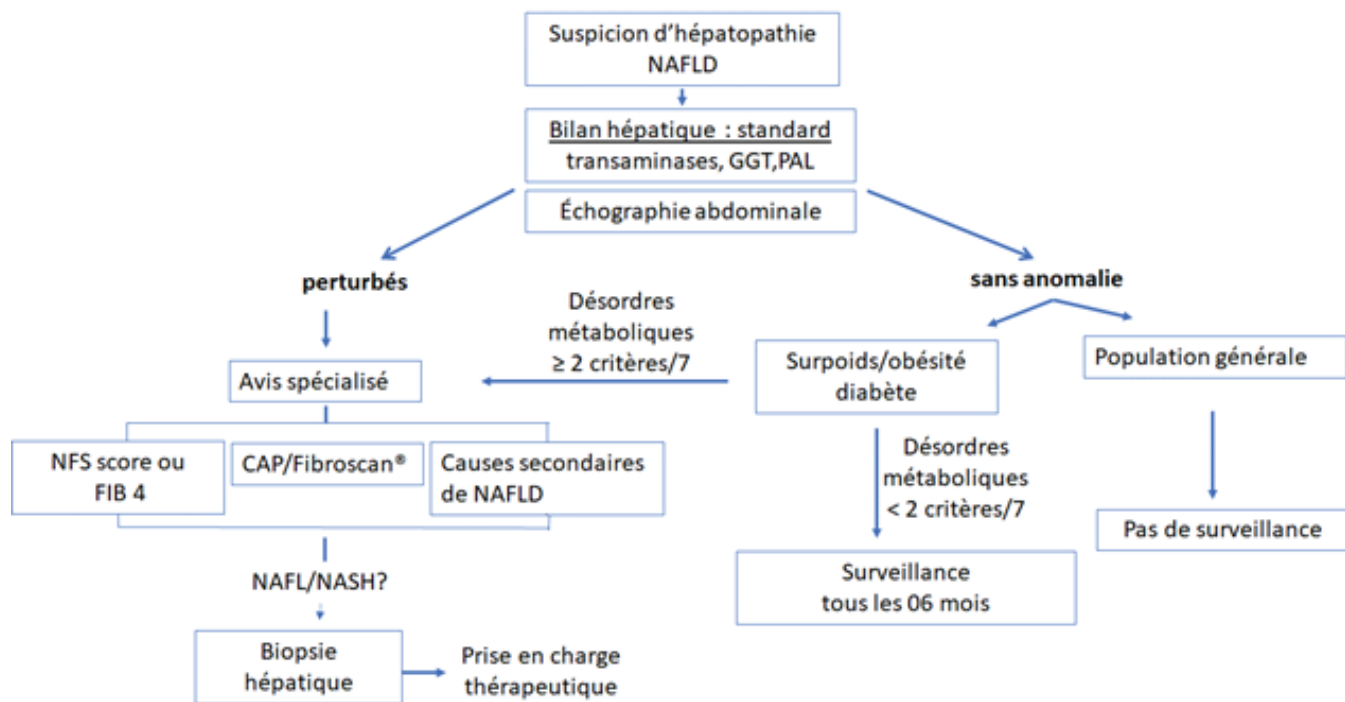 Suspicion d'hépatopathie
NAFLD
Bilan hépatique : standard
transaminases, GGT,PAL
Échographie abdominale
perturbés
sans anomalie
Désordres
métaboliques
≥ 2 critères/7
Avis spécialisé
Surpoids/obésité
diabète
Population générale
NFS score ou
FIB 4
CAP/Fibroscan®
Causes secondaires
de NAFLD
Désordres
métaboliques
< 2 critères/7
Pas de surveillance
NAFL/NASH?
Surveillance
tous les 06 mois
Biopsie
hépatique
Prise en charge
thérapeutique